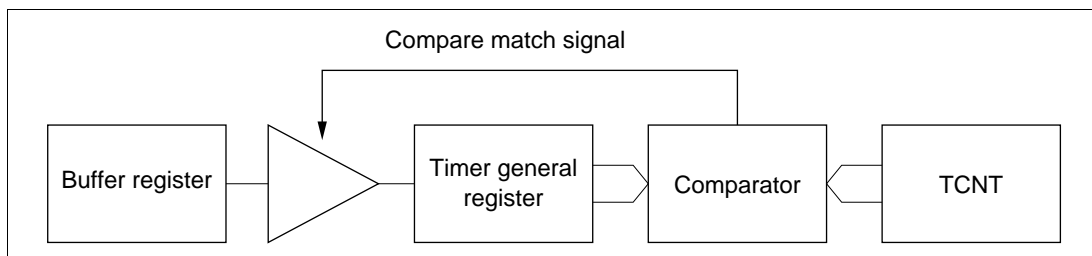 Compare match signal
Buffer register
Timer general
register
Comparator
TCNT